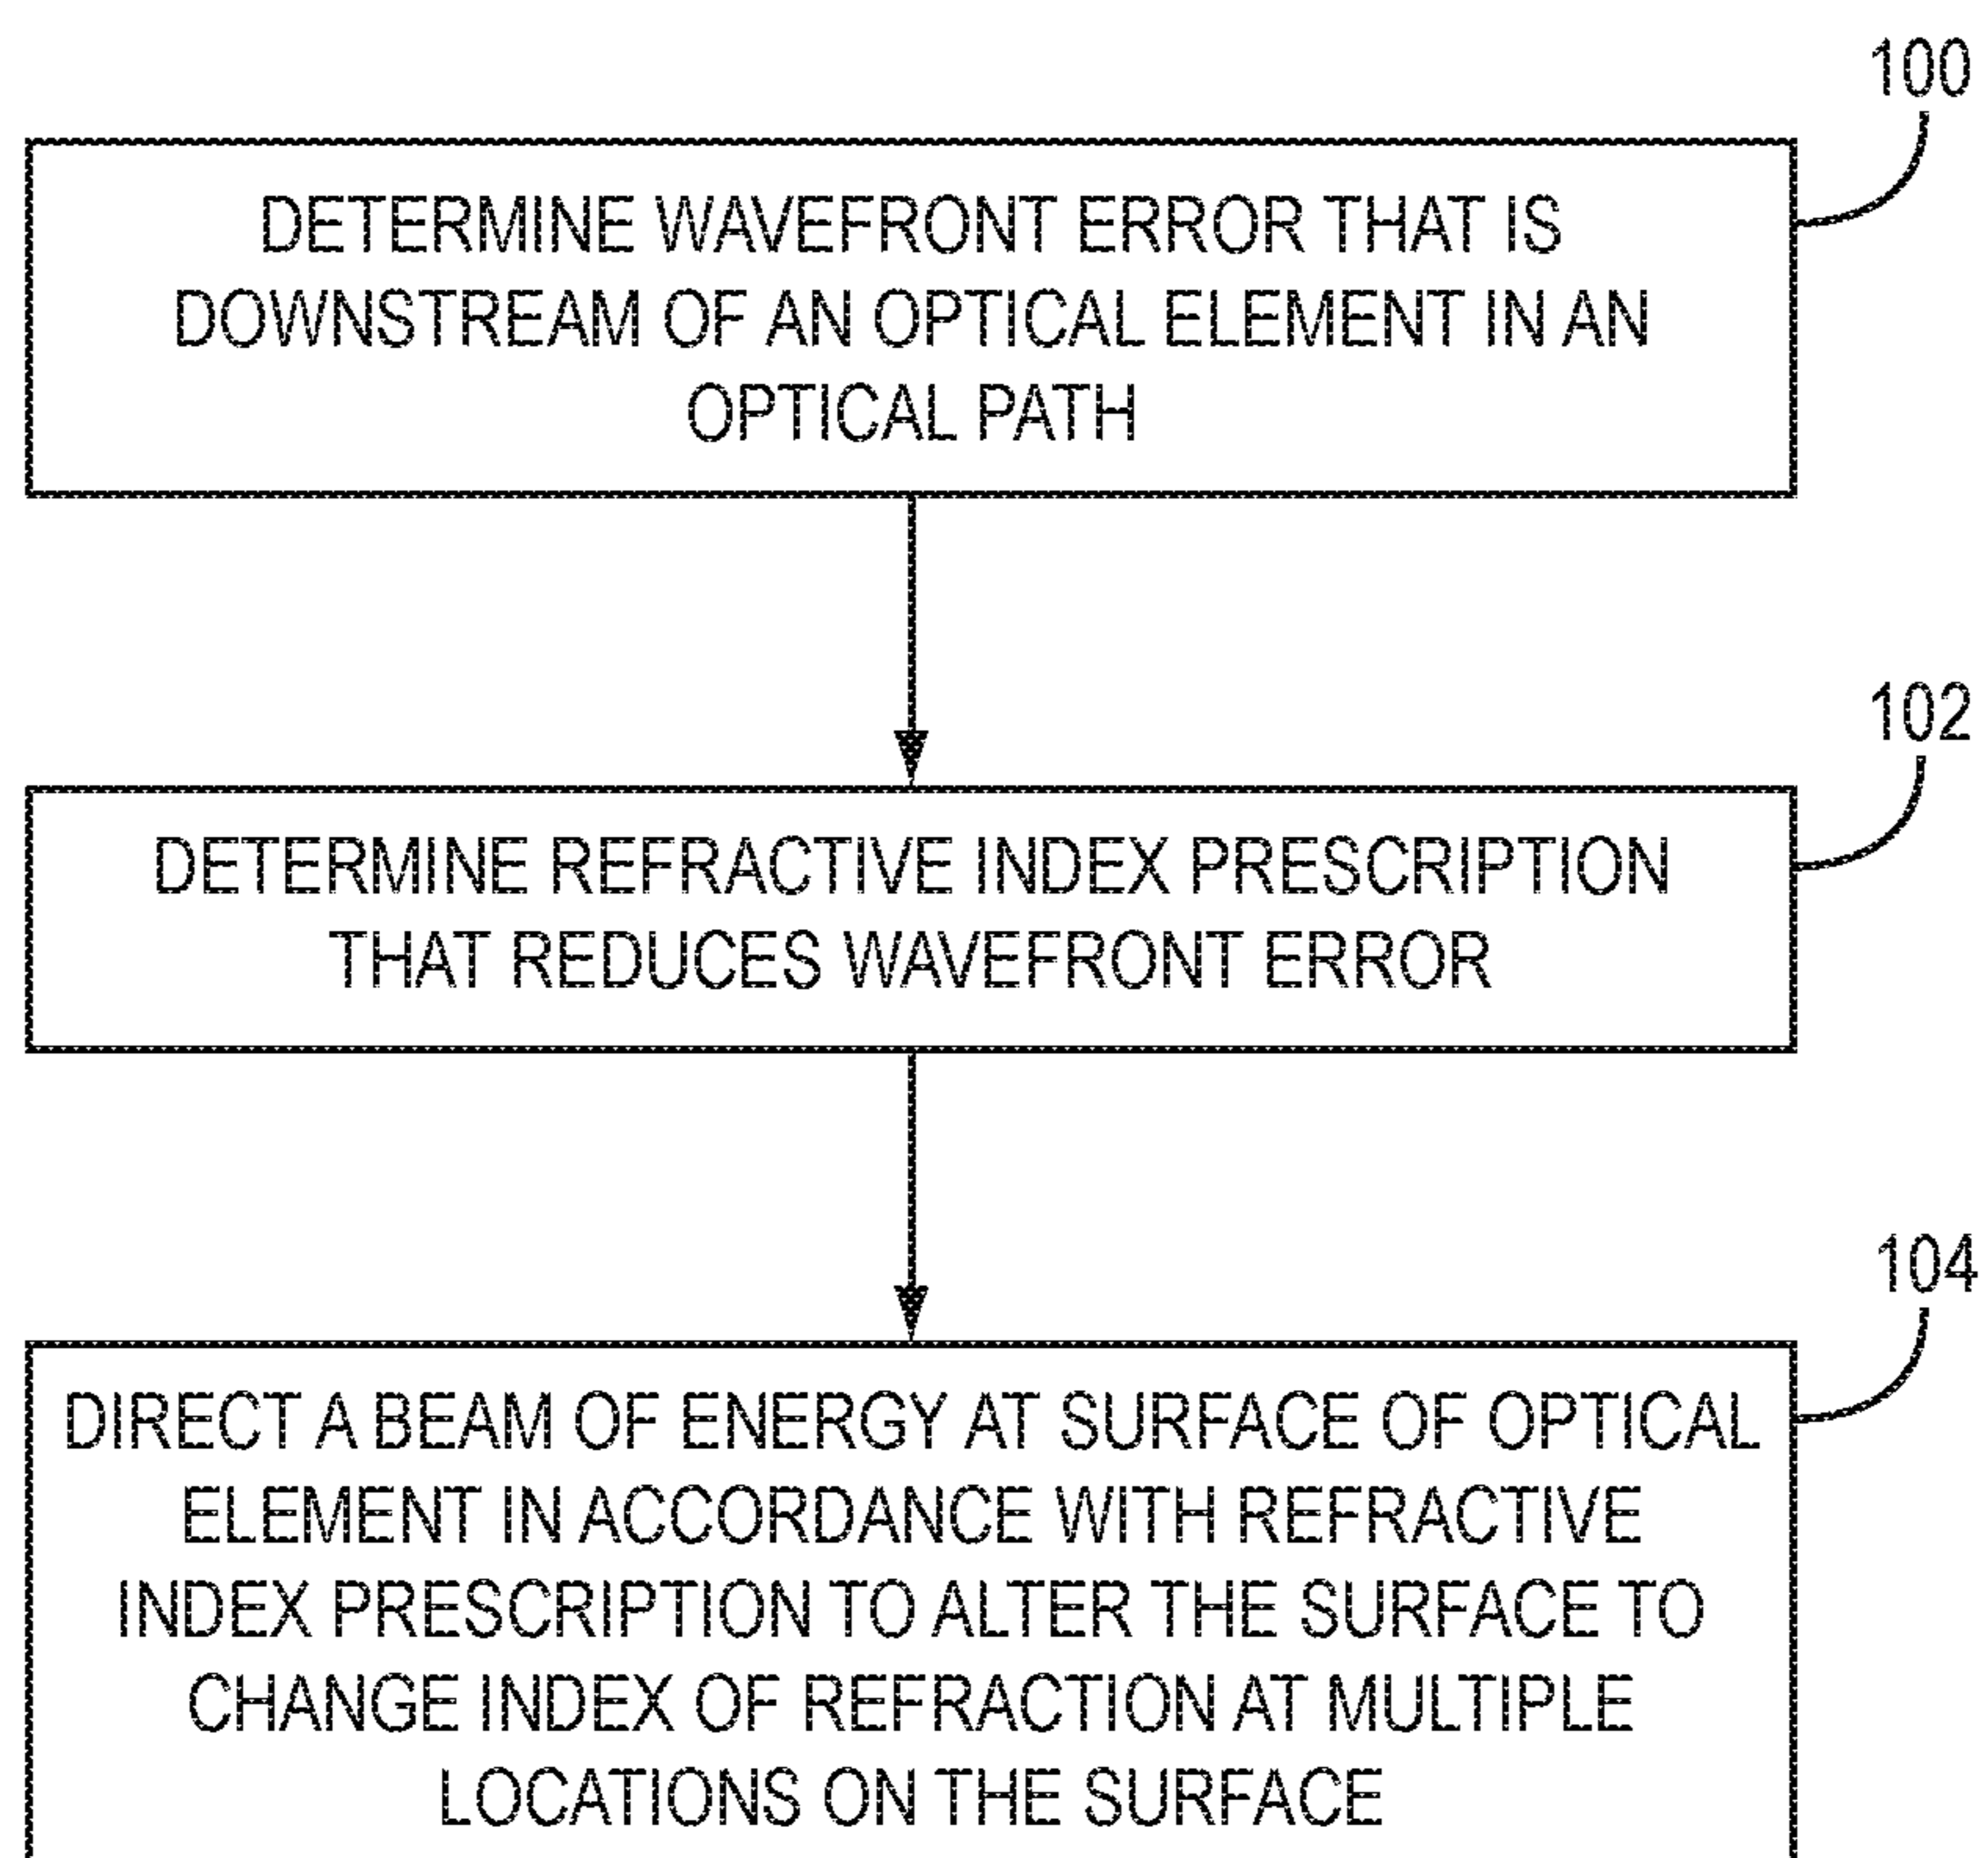 100
DETERMINE WAVEFRONT ERROR THAT IS
DOWNSTREAM OF AN OPTICAL ELEMENT IN AN
OPTICAL PATH
102
DETERMINE REFRACTIVE INDEX PRESCRIPTION
THAT REDUCES WAVEFRONT ERROR
104
DIRECT A BEAM OF ENERGY AT SURFACE OF OPTICAL
ELEMENT IN ACCORDANCE WITH REFRACTIVE
INDEX PRESCRIPTION TO ALTER THE SURFACE TO
CHANGE INDEX OF REFRACTION AT MULTIPLE
LOCATIONS ON THE SURFACE